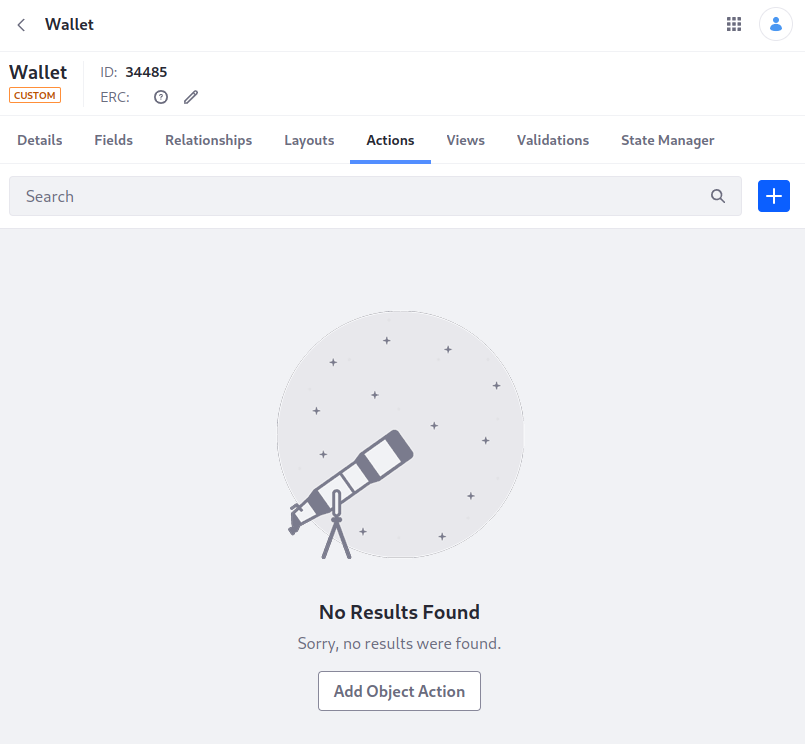 Wallet
Wallet
ID: 34485
CUSTOM
ERC:
Details Fields Relationships Layouts Actions Views Validations State Manager
Search
No Results Found
Sorry, no results were found.
Add Object Action